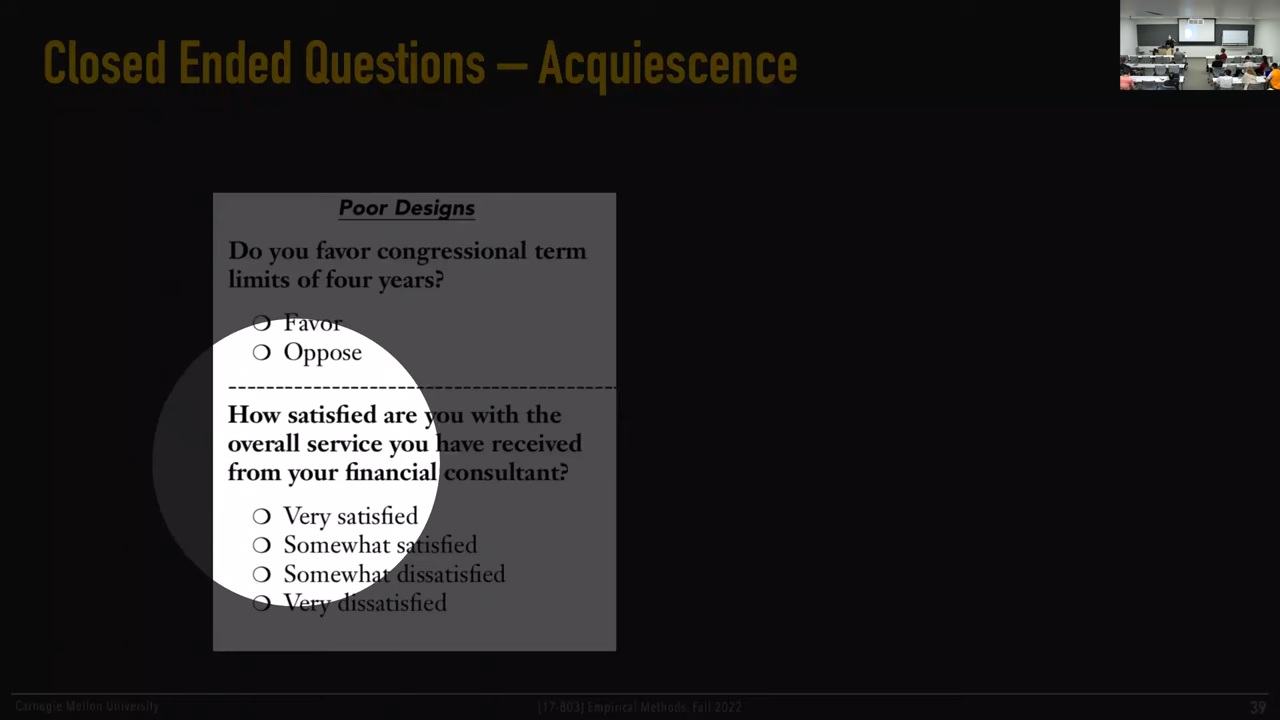 Closed Ended Questions – Acquiescence
Poor Designs
Do you favor congressional term
limits of four years?
❍ Favor
❍ Oppose
How satisfied are you with the
overall service you have received
from your financial consultant?
❍ Very satisfied
❍ Somewhat satisfied
❍ Somewhat dissatisfied
❍ Very dissatisfied
Carnegie Mellon University
[17-803] Empirical Methods, Fall 2022
39